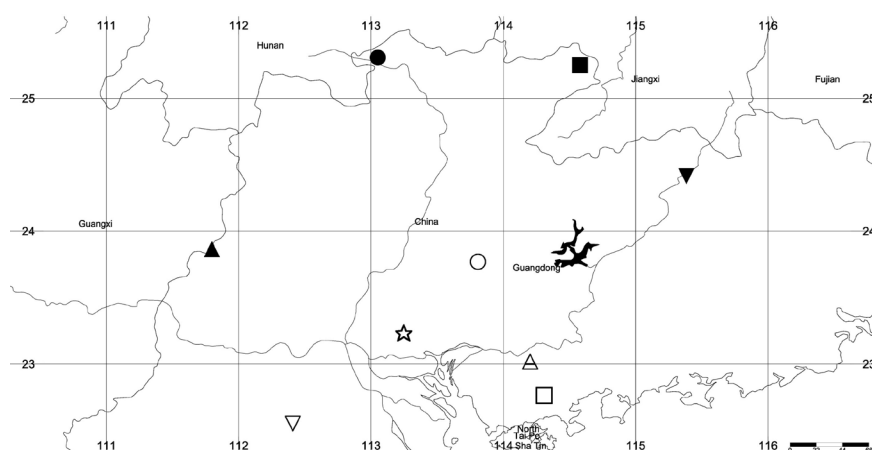 111 112 113 114 115 116
Hunan
Jiangxi
Fujian
25 25
Guangxi
China
24 24
Guangdong
23 23
North
Tai Po
Sha Tin
111 112 113 114 115 116